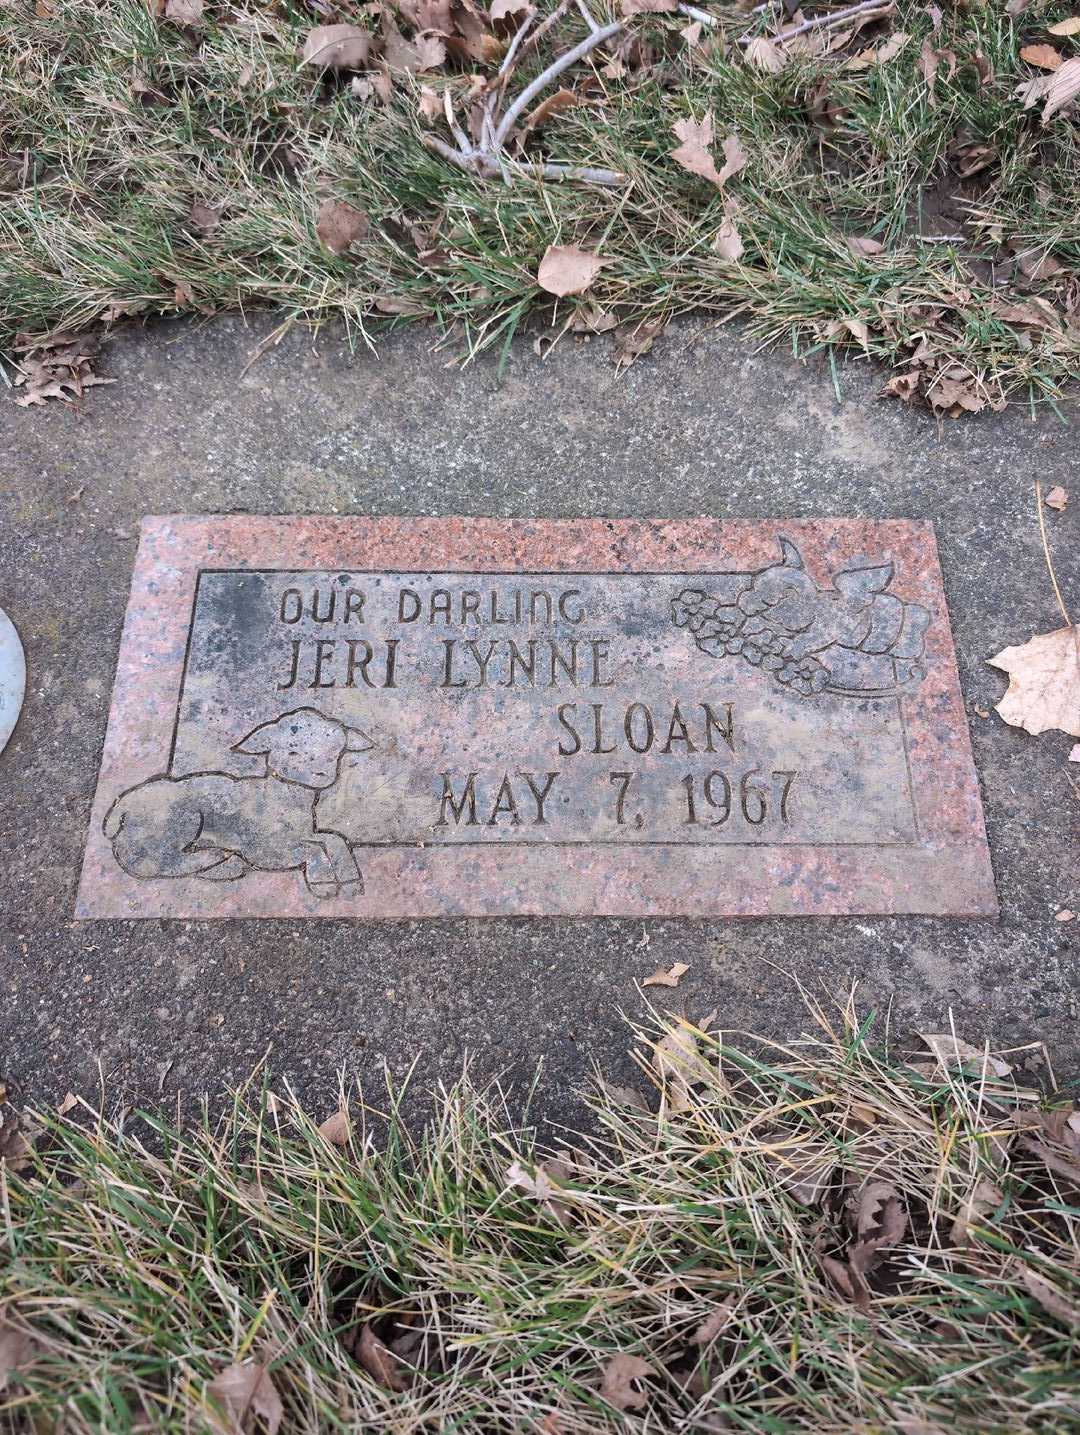 OUR DARLING
JERI LYNNE
SLOAN
MAY 7, 1967